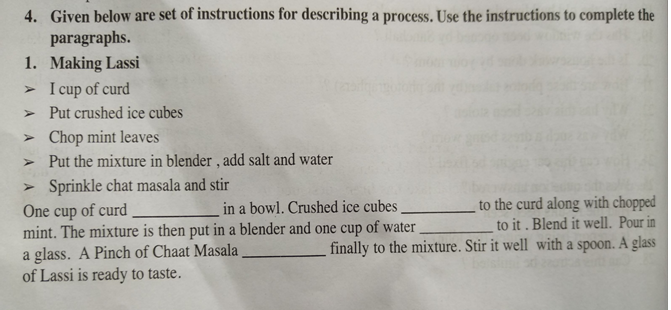 4. Given below are set of instructions for describing a process. Use the instructions to complete the
paragraphs.
1. Making Lassi
➢ I cup of curd
➢ Put crushed ice cubes
➢ Chop mint leaves
➢ Put the mixture in blender , add salt and water
➢ Sprinkle chat masala and stir
One cup of curd ____________ in a bowl. Crushed ice cubes __________ to the curd along with chopped
mint. The mixture is then put in a blender and one cup of water __________ to it . Blend it well. Pour in
a glass. A Pinch of Chaat Masala ____________ finally to the mixture. Stir it well with a spoon. A glass
of Lassi is ready to taste.